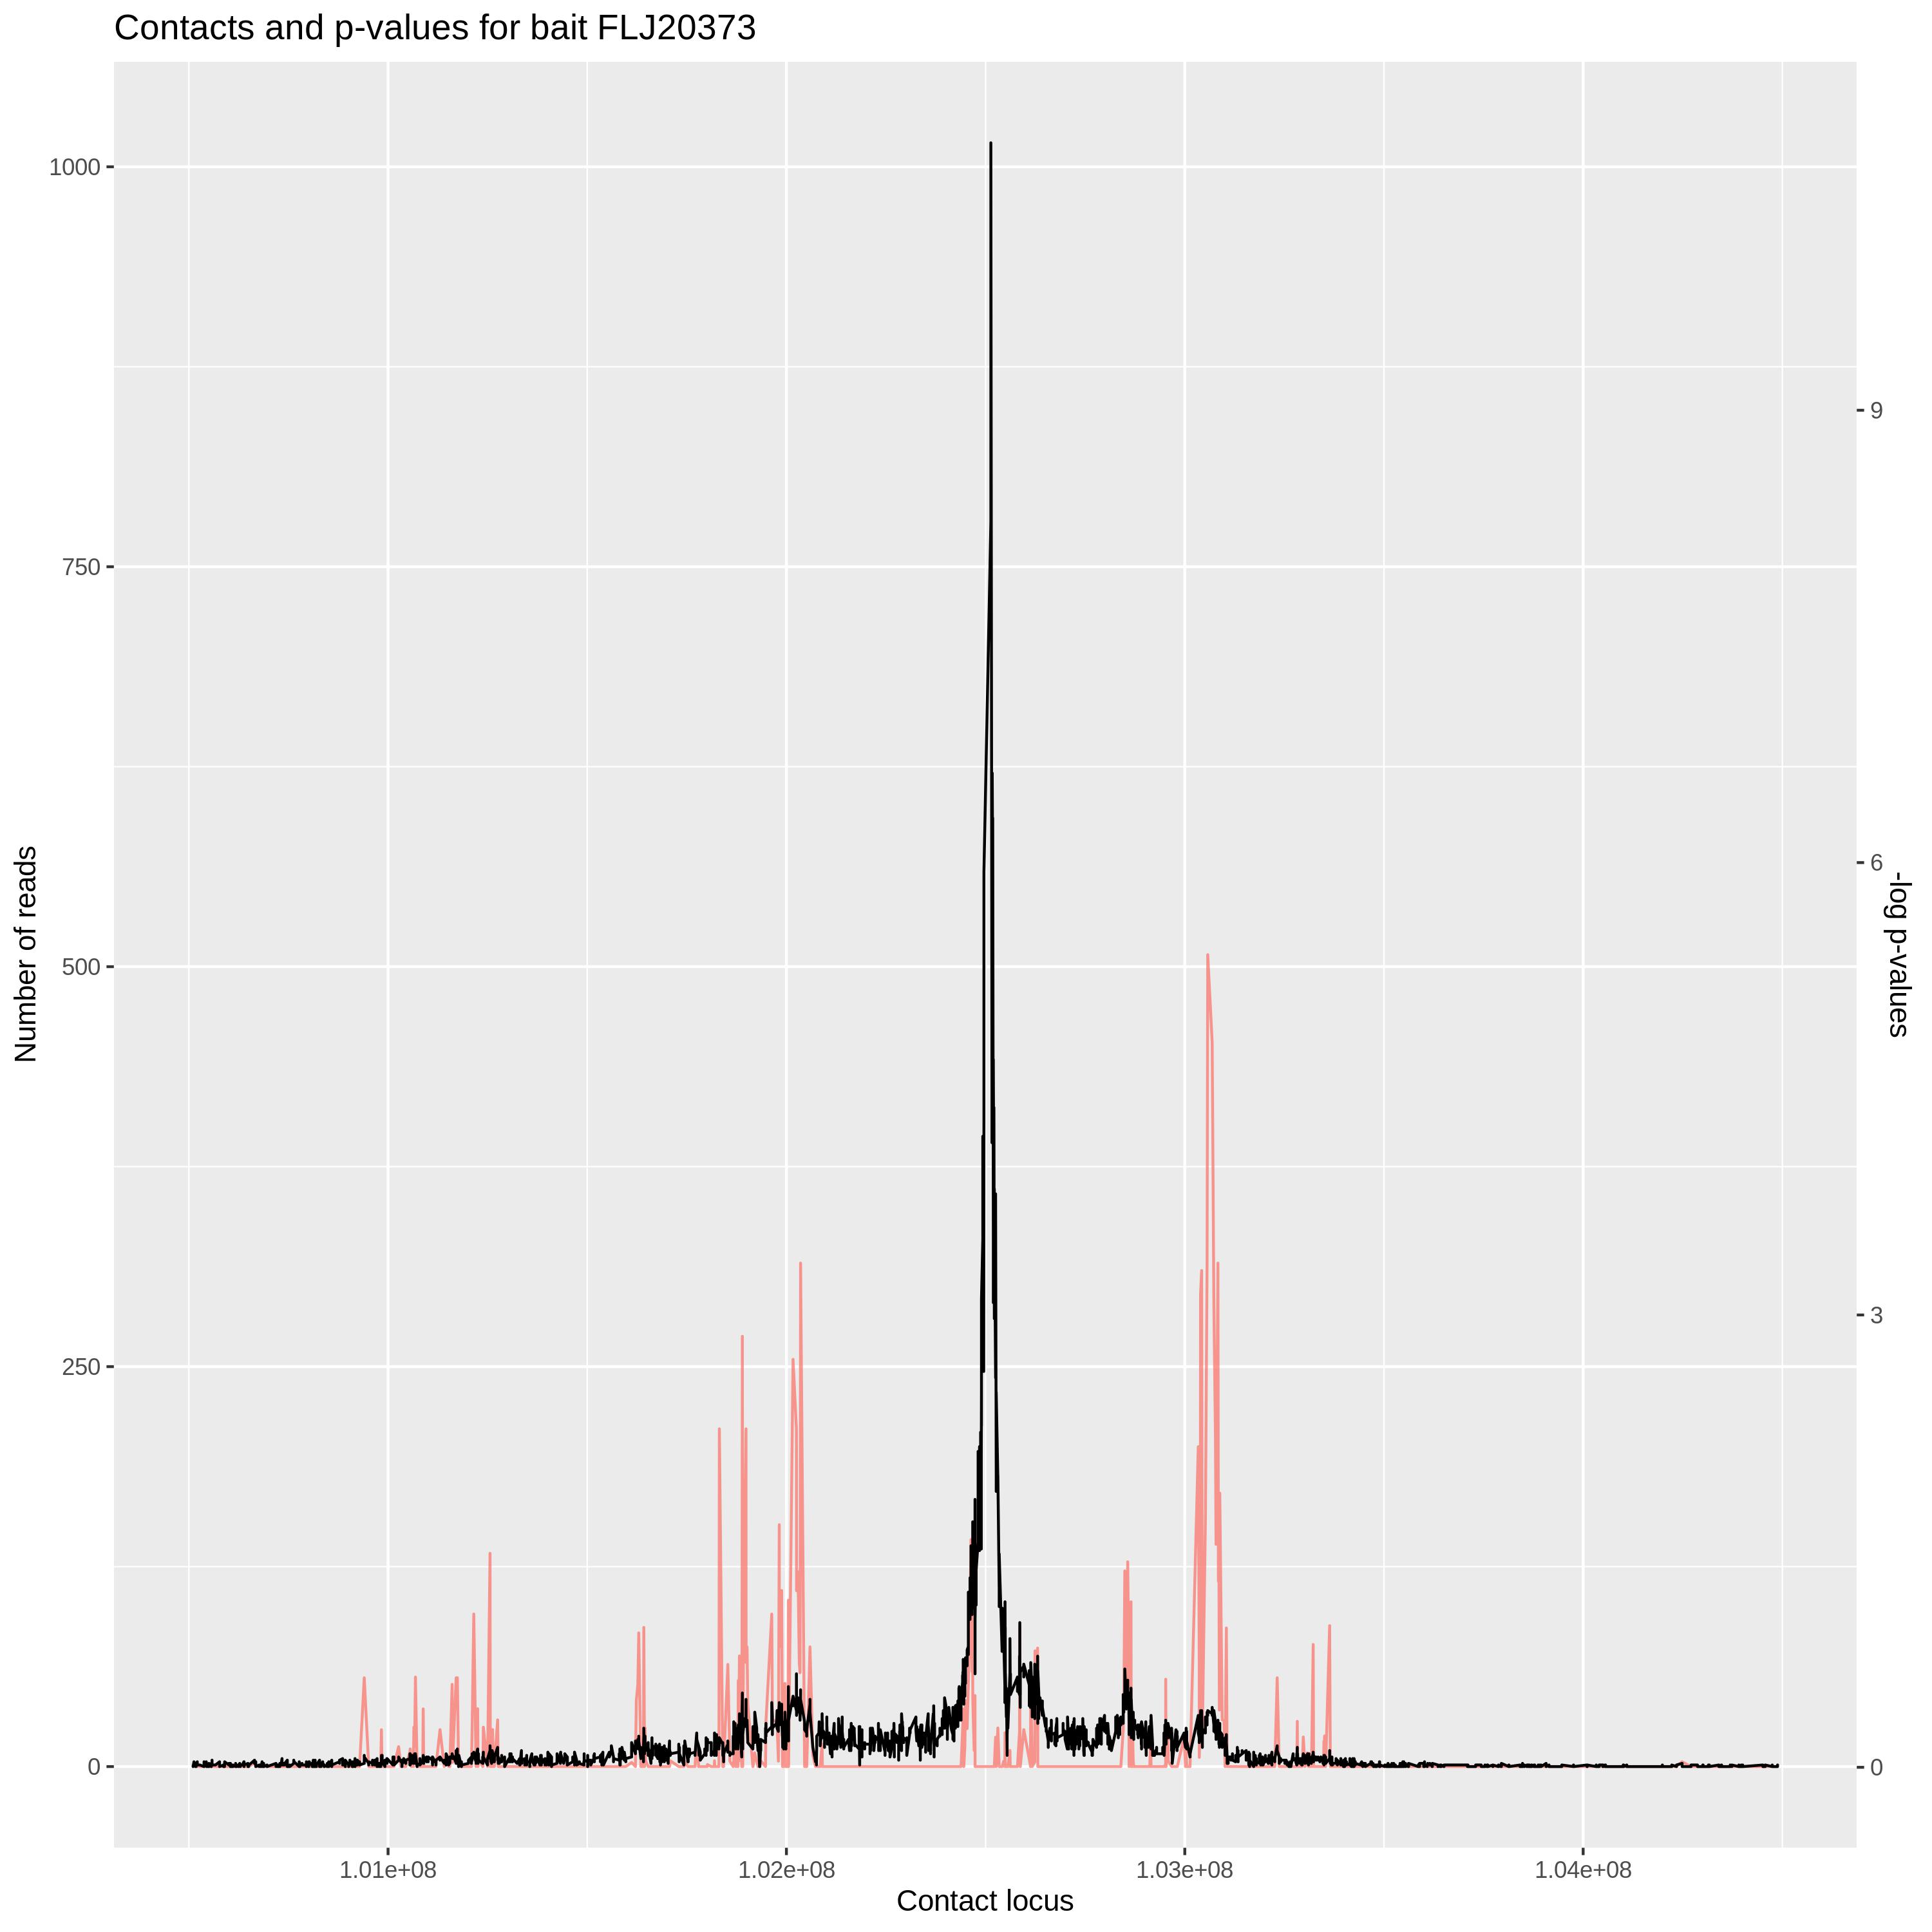 Contacts and p-values for bait FLJ20373
1000
750
500
250
0
Number of reads
9
6
3
0
-log p-values
1.01e+08
1.02e+08
1.03e+08
1.04e+08
Contact locus